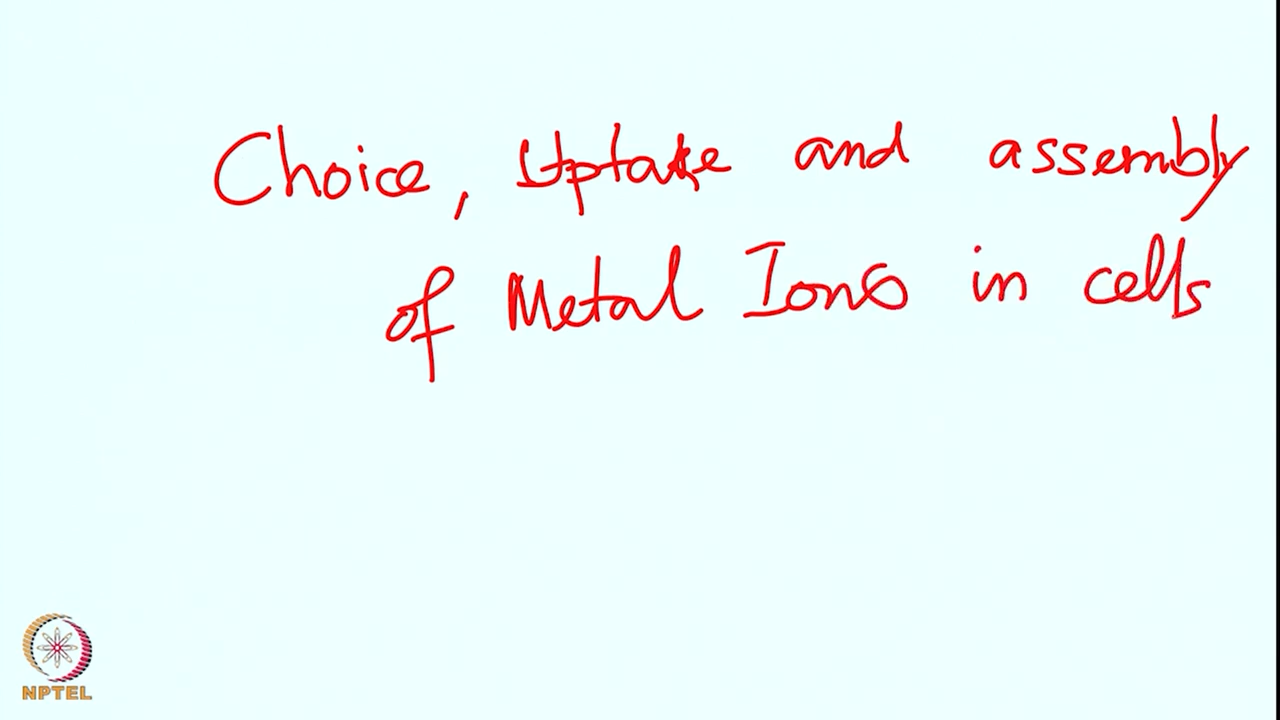 Choice, Uptake and assembly
of Metal Ions in cells
NPTEL